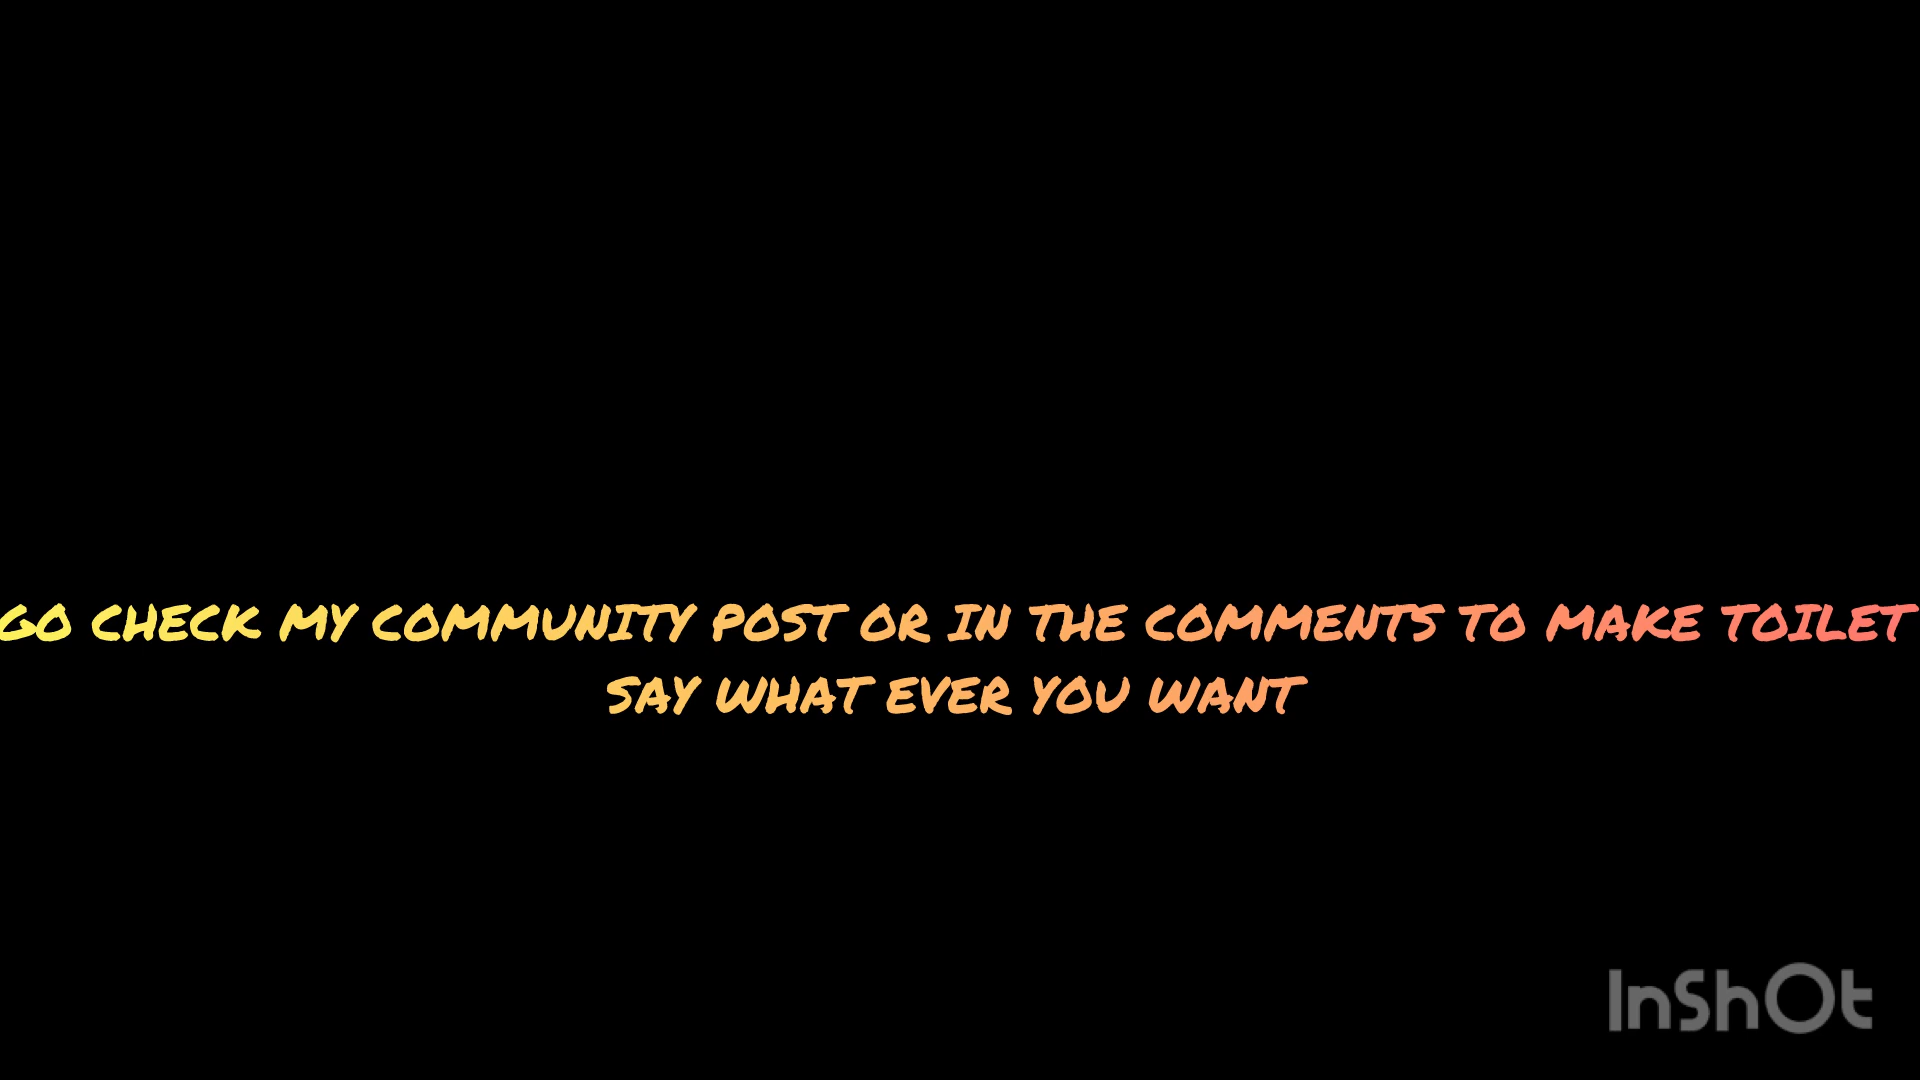 GO CHECK MY COMMUNITY POST OR IN THE COMMENTS TO MAKE TOILET
SAY WHAT EVER YOU WANT
InShOt